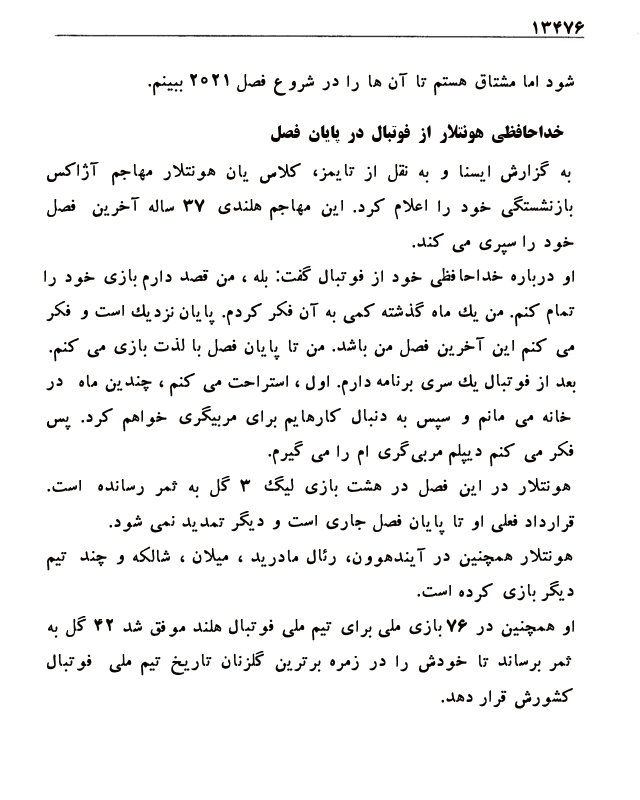 ۱۳۴۷۶
شود اما مشتاق هستم تا آن ها را در شروع فصل ۲۰۲۱ ببینم.
خداحافظی هونتلار از فوتبال در پایان فصل
به گزارش ایسنا و به نقل از تایمز، کلاس یان هونتلار مهاجم آژاکس
بازنشستگی خود را اعلام کرد. این مهاجم هلندی ۳۷ ساله آخرین فصل
خود را سپری می کند.
او درباره خداحافظی خود از فوتبال گفت: بله ، من قصد دارم بازی خود را
تمام کنم. من یك ماه گذشته کمی به آن فکر کردم. پایان نزدیك است و فکر
می کنم این آخرین فصل من باشد. من تا پایان فصل با لذت بازی می کنم.
بعد از فوتبال یك سری برنامه دارم. اول ، استراحت می کنم ، چندین ماه در
خانه می مانم و سپس به دنبال کارهایم برای مربیگری خواهم کرد. پس
فکر می کنم دیپلم مربی‌گری ام را می گیرم.
هونتلار در این فصل در هشت بازی لیگ ۳ گل به ثمر رسانده است.
قرارداد فعلی او تا پایان فصل جاری است و دیگر تمدید نمی شود.
هونتلار همچنین در آیندهوون، رئال مادرید ، میلان ، شالکه و چند تیم
دیگر بازی کرده است.
او همچنین در ۷۶ بازی ملی برای تیم ملی فوتبال هلند موفق شد ۴۲ گل به
ثمر برساند تا خودش را در زمره برترین گلزنان تاریخ تیم ملی فوتبال
کشورش قرار دهد.